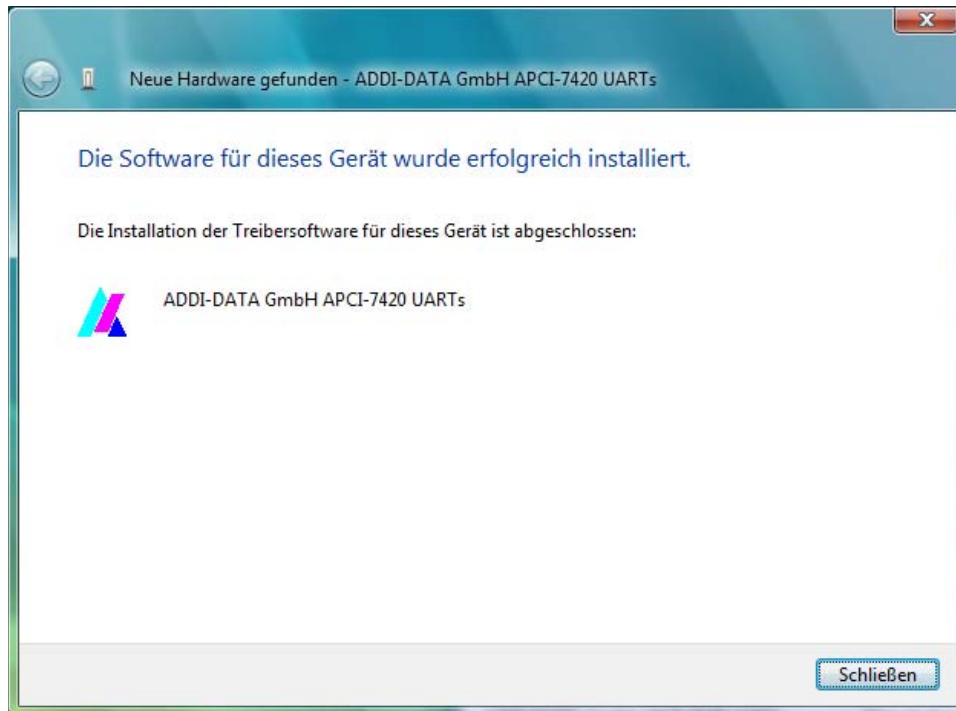 Neue Hardware gefunden - ADDI-DATA GmbH APCI-7420 UARTs
Die Software für dieses Gerät wurde erfolgreich installiert.
Die Installation der Treibersoftware für dieses Gerät ist abgeschlossen:
ADDI-DATA GmbH APCI-7420 UARTs
Schließen